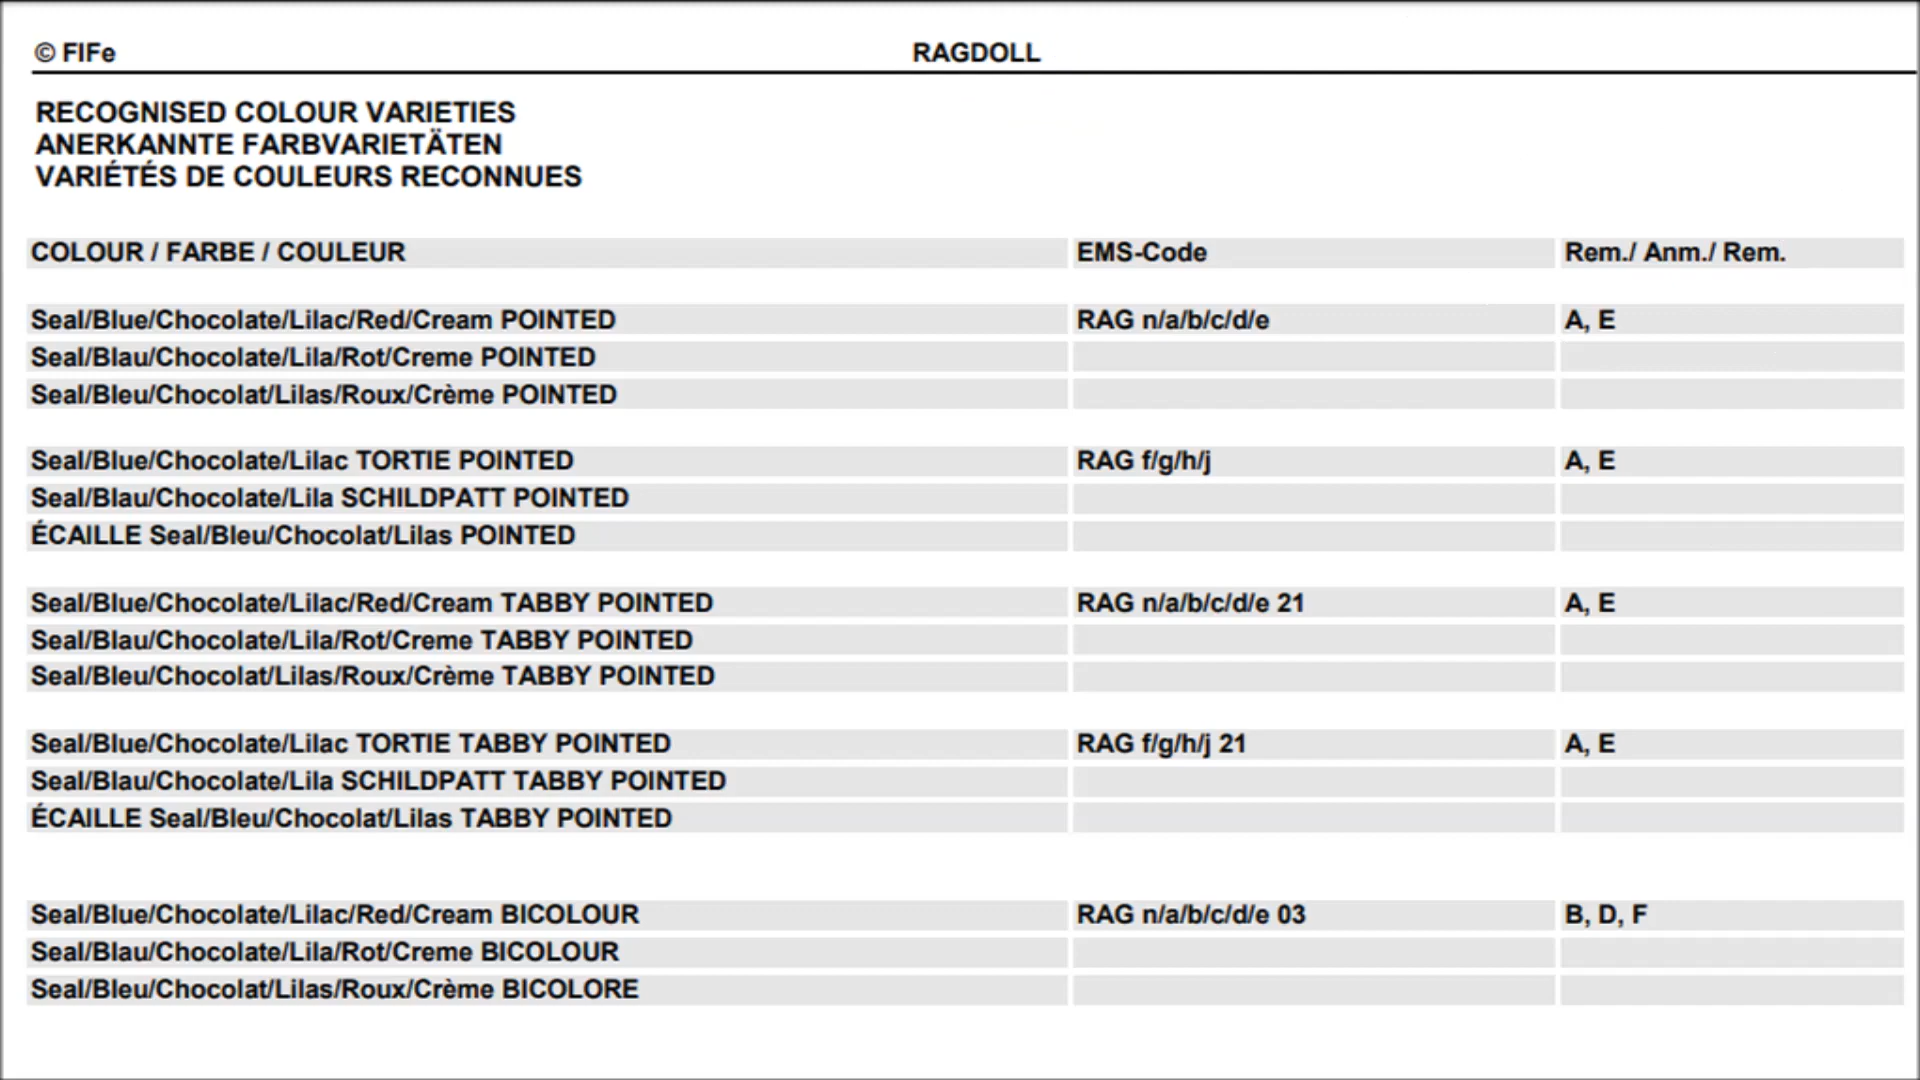 © FIFe RAGDOLL
RECOGNISED COLOUR VARIETIES
ANERKANNTE FARBVARIETÄTEN
VARIÉTÉS DE COULEURS RECONNUES
COLOUR / FARBE / COULEUR EMS-Code Rem./ Anm./ Rem.
Seal/Blue/Chocolate/Lilac/Red/Cream POINTED RAG n/a/b/c/d/e A, E
Seal/Blau/Chocolate/Lila/Rot/Creme POINTED
Seal/Bleu/Chocolat/Lilas/Roux/Crème POINTED
Seal/Blue/Chocolate/Lilac TORTIE POINTED RAG f/g/h/j A, E
Seal/Blau/Chocolate/Lila SCHILDPATT POINTED
ÉCAILLE Seal/Bleu/Chocolat/Lilas POINTED
Seal/Blue/Chocolate/Lilac/Red/Cream TABBY POINTED RAG n/a/b/c/d/e 21 A, E
Seal/Blau/Chocolate/Lila/Rot/Creme TABBY POINTED
Seal/Bleu/Chocolat/Lilas/Roux/Crème TABBY POINTED
Seal/Blue/Chocolate/Lilac TORTIE TABBY POINTED RAG f/g/h/j 21 A, E
Seal/Blau/Chocolate/Lila SCHILDPATT TABBY POINTED
ÉCAILLE Seal/Bleu/Chocolat/Lilas TABBY POINTED
Seal/Blue/Chocolate/Lilac/Red/Cream BICOLOUR RAG n/a/b/c/d/e 03 B, D, F
Seal/Blau/Chocolate/Lila/Rot/Creme BICOLOUR
Seal/Bleu/Chocolat/Lilas/Roux/Crème BICOLORE